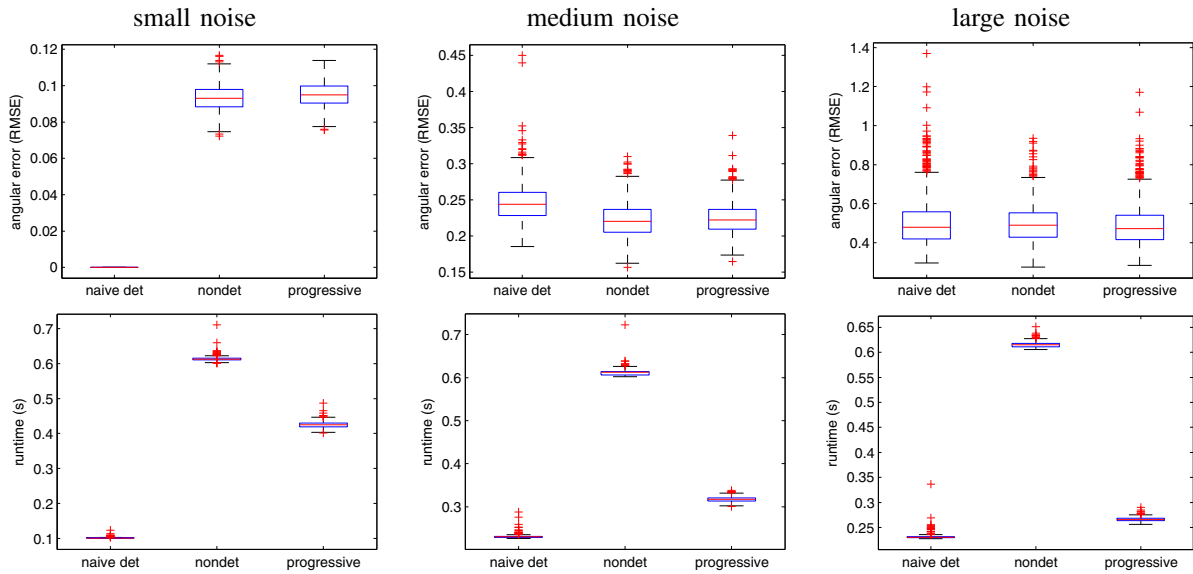 small noise
medium noise
large noise
angular error (RMSE)
0.12
0.1
0.08
0.06
0.04
0.02
0
naive det
nondet
progressive
angular error (RMSE)
0.45
0.4
0.35
0.3
0.25
0.2
0.15
naive det
nondet
progressive
angular error (RMSE)
1.4
1.2
1
0.8
0.6
0.4
naive det
nondet
progressive
runtime (s)
0.7
0.6
0.5
0.4
0.3
0.2
0.1
naive det
nondet
progressive
runtime (s)
0.7
0.6
0.5
0.4
0.3
naive det
nondet
progressive
runtime (s)
0.65
0.6
0.55
0.5
0.45
0.4
0.35
0.3
0.25
naive det
nondet
progressive